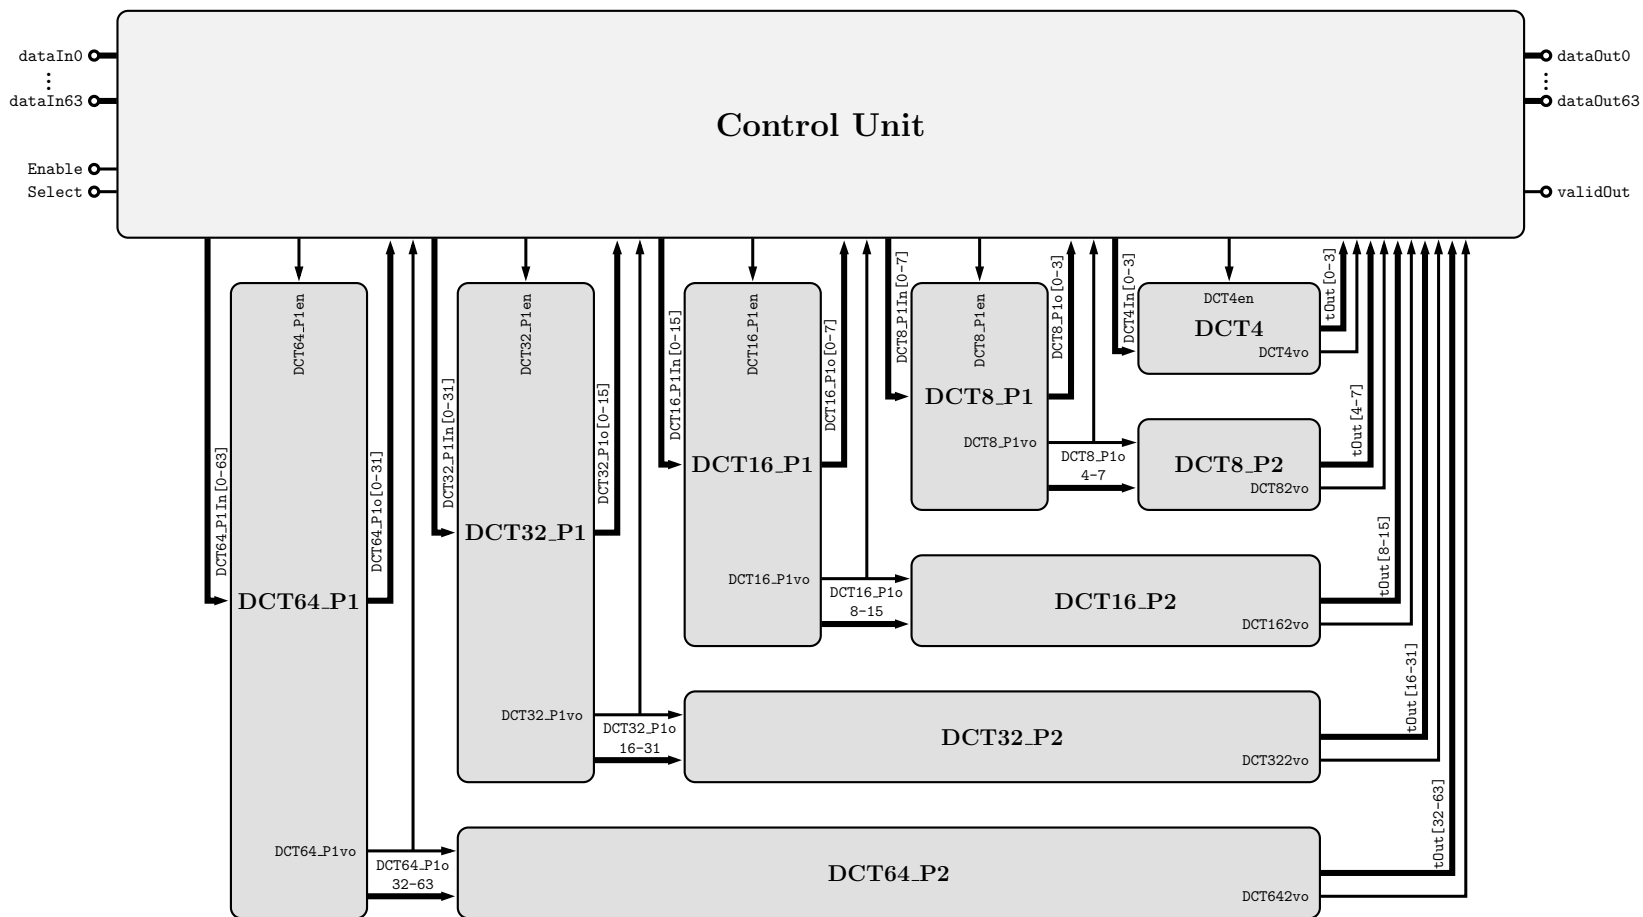 dataIn0
dataIn63
Enable
Select
Control Unit
dataOut0
dataOut63
validOut
DCT64_P1In[0-63]
DCT64_P1en
DCT64_P1
DCT64_P1o[0-31]
DCT64_P1vo
DCT64_P1o
32-63
DCT32_P1In[0-31]
DCT32_P1en
DCT32_P1
DCT32_P1o[0-15]
DCT32_P1vo
DCT32_P1o
16-31
DCT16_P1In[0-15]
DCT16_P1en
DCT16_P1
DCT16_P1o[0-7]
DCT16_P1vo
DCT16_P1o
8-15
DCT8_P1In[0-7]
DCT8_P1en
DCT8_P1
DCT8_P1o[0-3]
DCT8_P1vo
DCT8_P1o
4-7
DCT4In[0-3]
DCT4en
DCT4
DCT4vo
tOut[0-3]
DCT8_P2
DCT82vo
tOut[4-7]
DCT16_P2
DCT162vo
tOut[8-15]
DCT32_P2
DCT322vo
tOut[16-31]
DCT64_P2
DCT642vo
tOut[32-63]